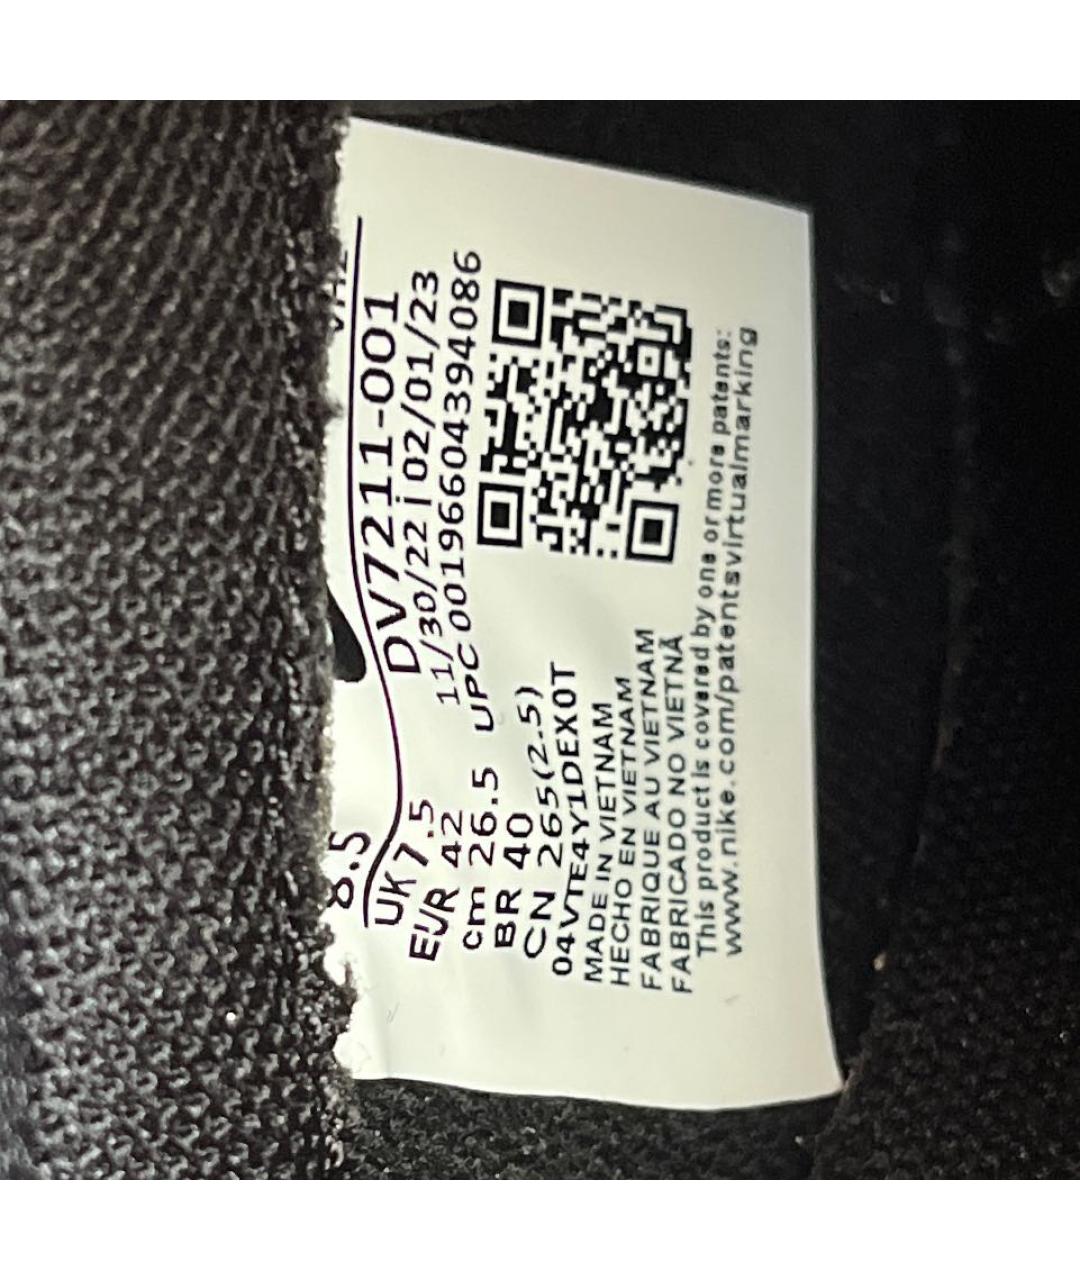 8.5
UK 7.5 DV7211-001
EUR 42 11/30/22 i 02/01/23
cm 26.5 UPC 00196604394086
BR 40
CN 265(2.5)
04VTE4Y1DEX0T
MADE IN VIETNAM
HECHO EN VIETNAM
FABRIQUE AU VIETNAM
FABRICADO NO VIETNÃ
This product is covered by one or more patents:
www.nike.com/patentsvirtualmarking